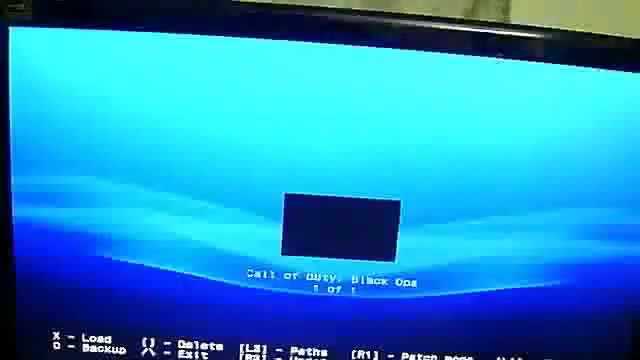 Call of Duty: Black Ops
1 of 1
X - Load [] - Delete [L3] - Paths [R1] - Patch mode
O - Backup /\ - Exit